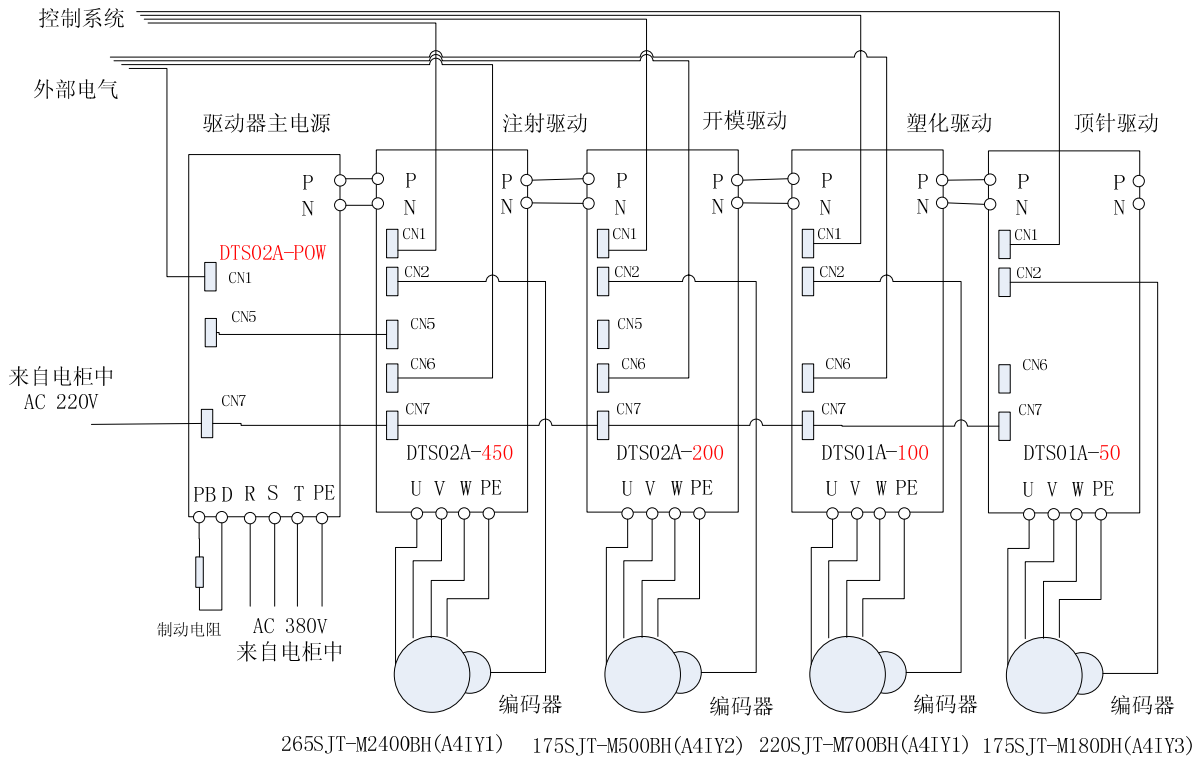 控制系统
外部电气
驱动器主电源
注射驱动
开模驱动
塑化驱动
顶针驱动
P
N
P
N
P
N
P
N
P
N
P
N
P
N
P
N
P
N
DTS02A-POW
CN1
CN5
CN7
CN1
CN2
CN5
CN6
CN7
CN1
CN2
CN5
CN6
CN7
CN1
CN2
CN6
CN7
CN1
CN2
CN6
CN7
来自电柜中
AC 220V
DTS02A-450
DTS02A-200
DTS01A-100
DTS01A-50
PB D R S T PE
U V W PE
U V W PE
U V W PE
U V W PE
制动电阻
AC 380V
来自电柜中
编码器
编码器
编码器
编码器
265SJT-M2400BH(A4IY1)
175SJT-M500BH(A4IY2)
220SJT-M700BH(A4IY1)
175SJT-M180DH(A4IY3)